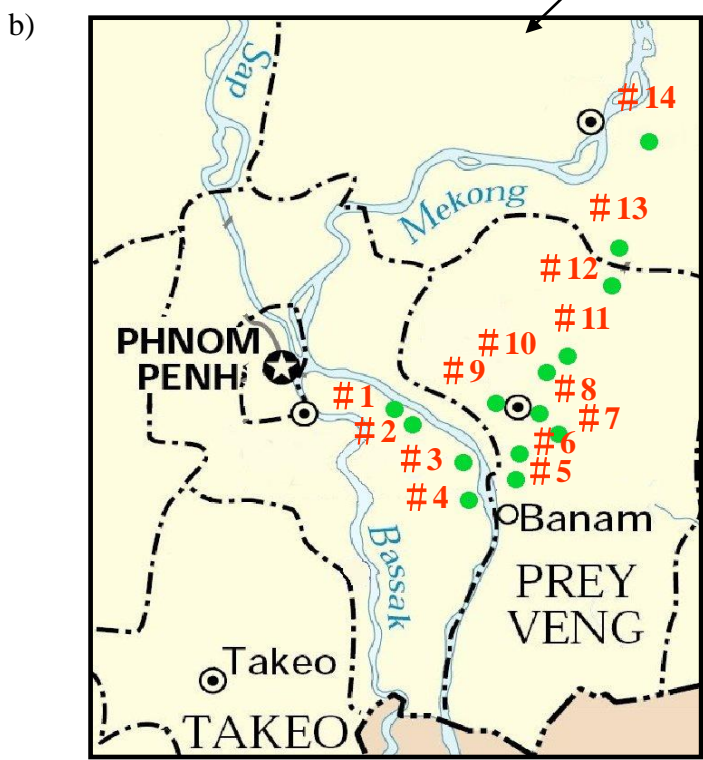 b)
Sap
#14
Mekong
#13
#12
#11
PHNOM
PENH
#10
#9
#8
#1
#7
#2
#6
#3
#5
#4
Banam
Bassak
PREY
VENG
Takeo
TAKEO